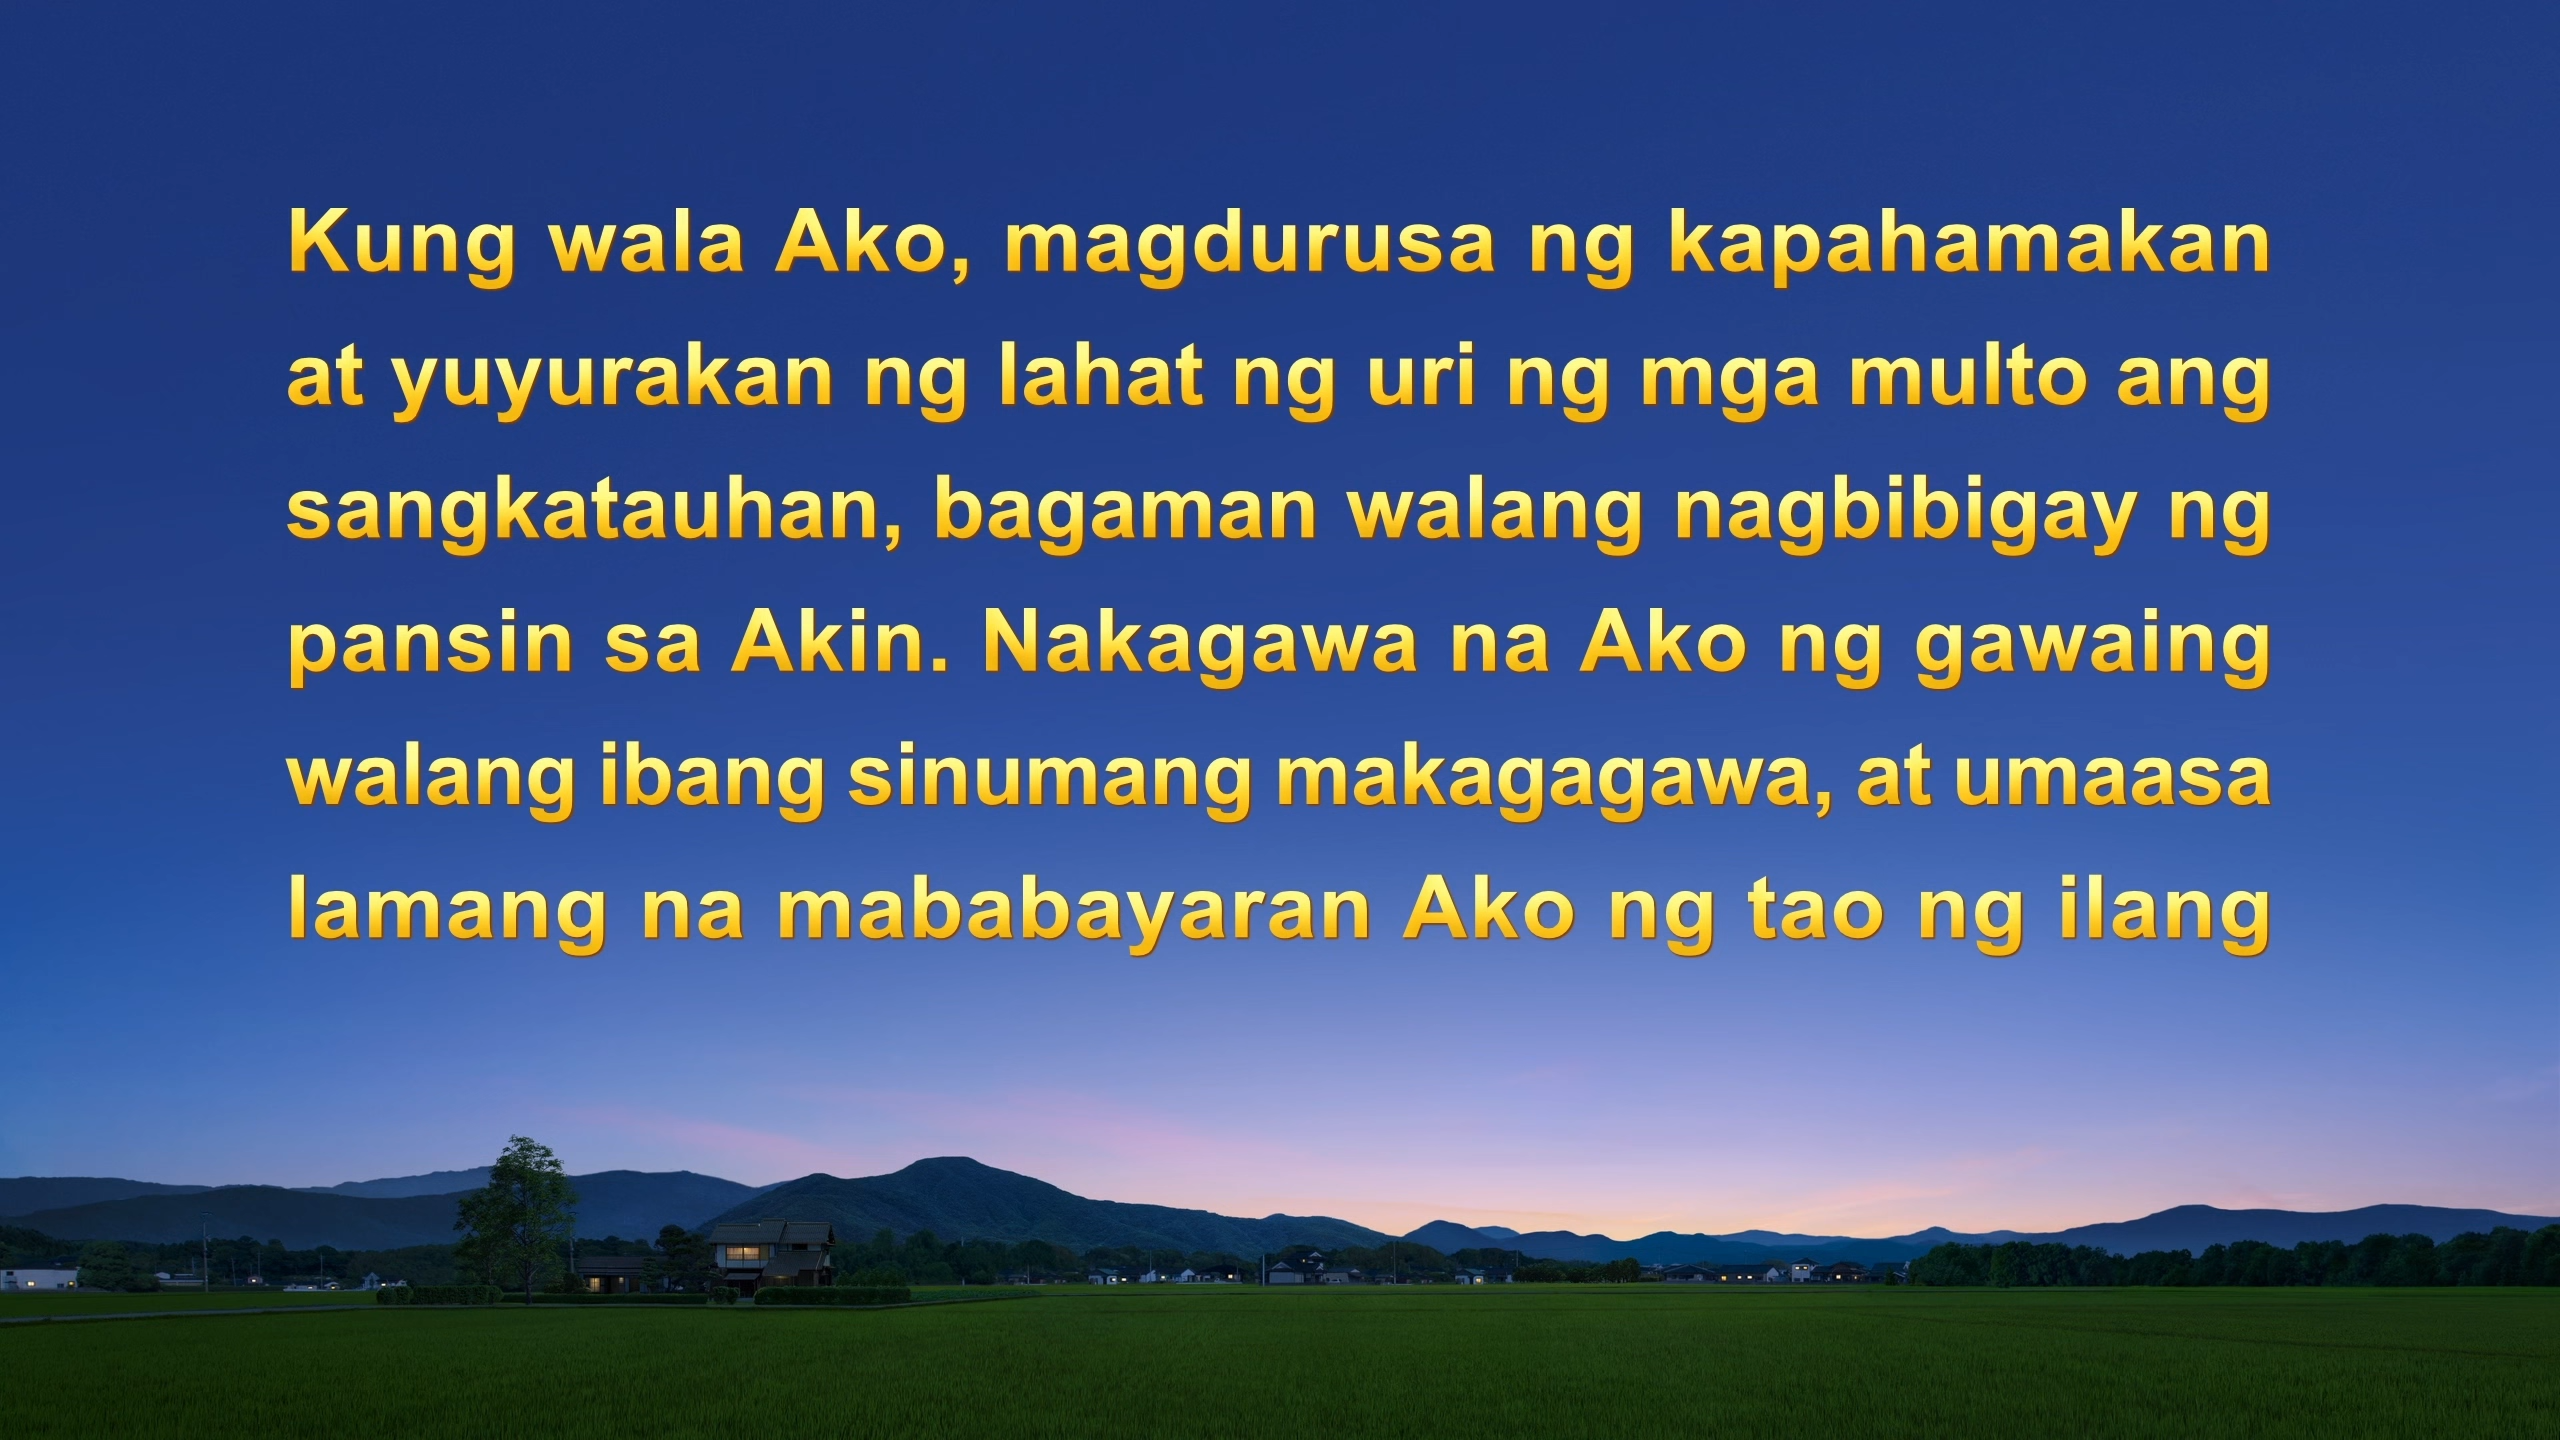 Kung wala Ako, magdurusa ng kapahamakan
at yuyurakan ng lahat ng uri ng mga multo ang
sangkatauhan, bagaman walang nagbibigay ng
pansin sa Akin. Nakagawa na Ako ng gawaing
walang ibang sinumang makagagawa, at umaasa
lamang na mababayaran Ako ng tao ng ilang